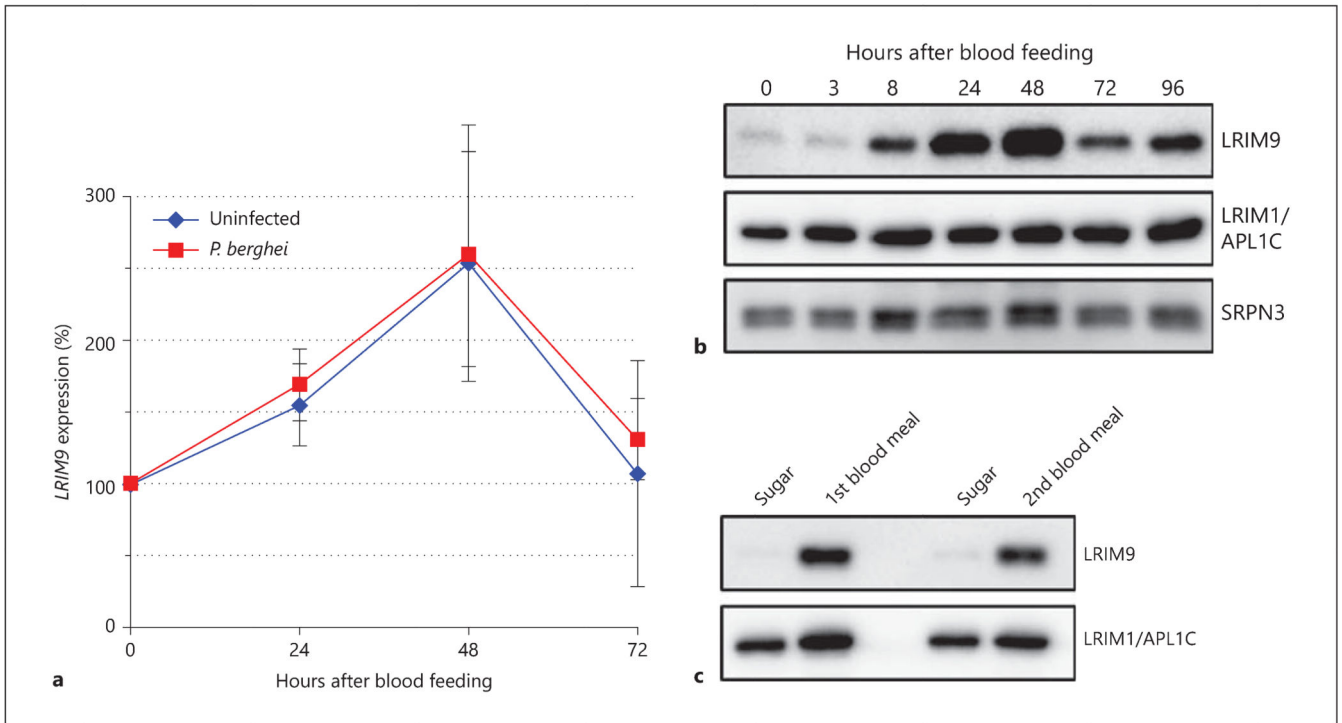 300
200
100
0
LRIM9 expression (%)
Uninfected
P. berghei
0 24 48 72
Hours after blood feeding
a
Hours after blood feeding
0 3 8 24 48 72 96
LRIM9
LRIM1/
APL1C
SRPN3
b
Sugar 1st blood meal Sugar 2nd blood meal
LRIM9
LRIM1/APL1C
c